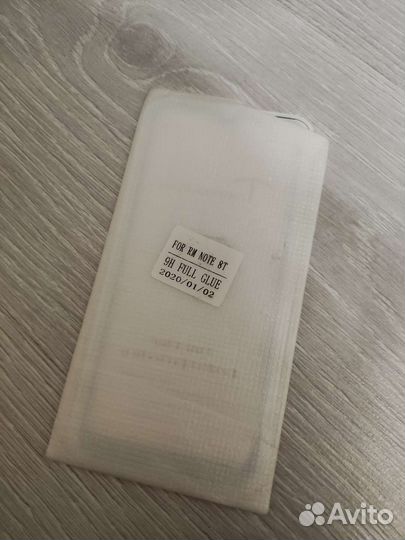 FOR RM NOTE 8T
9H FULL GLUE
2020/01/02
Avito